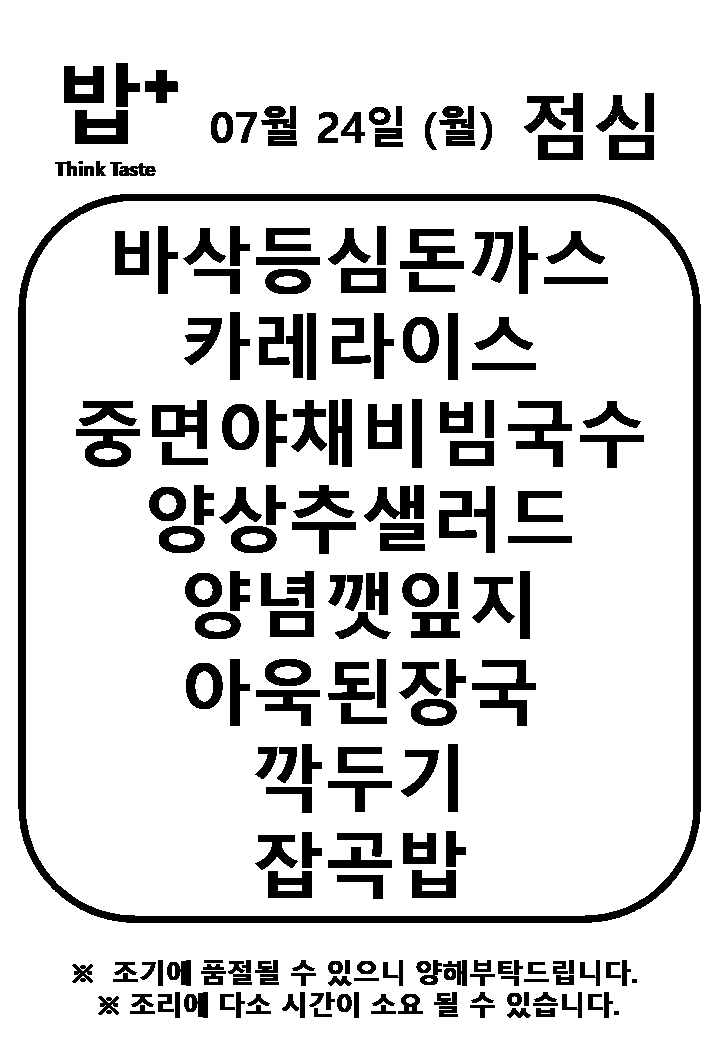 밥+
Think Taste
07월 24일 (월)
점심
바삭등심돈까스
카레라이스
중면야채비빔국수
양상추샐러드
양념깻잎지
아욱된장국
깍두기
잡곡밥
※ 조기에 품절될 수 있으니 양해부탁드립니다.
※ 조리에 다소 시간이 소요 될 수 있습니다.